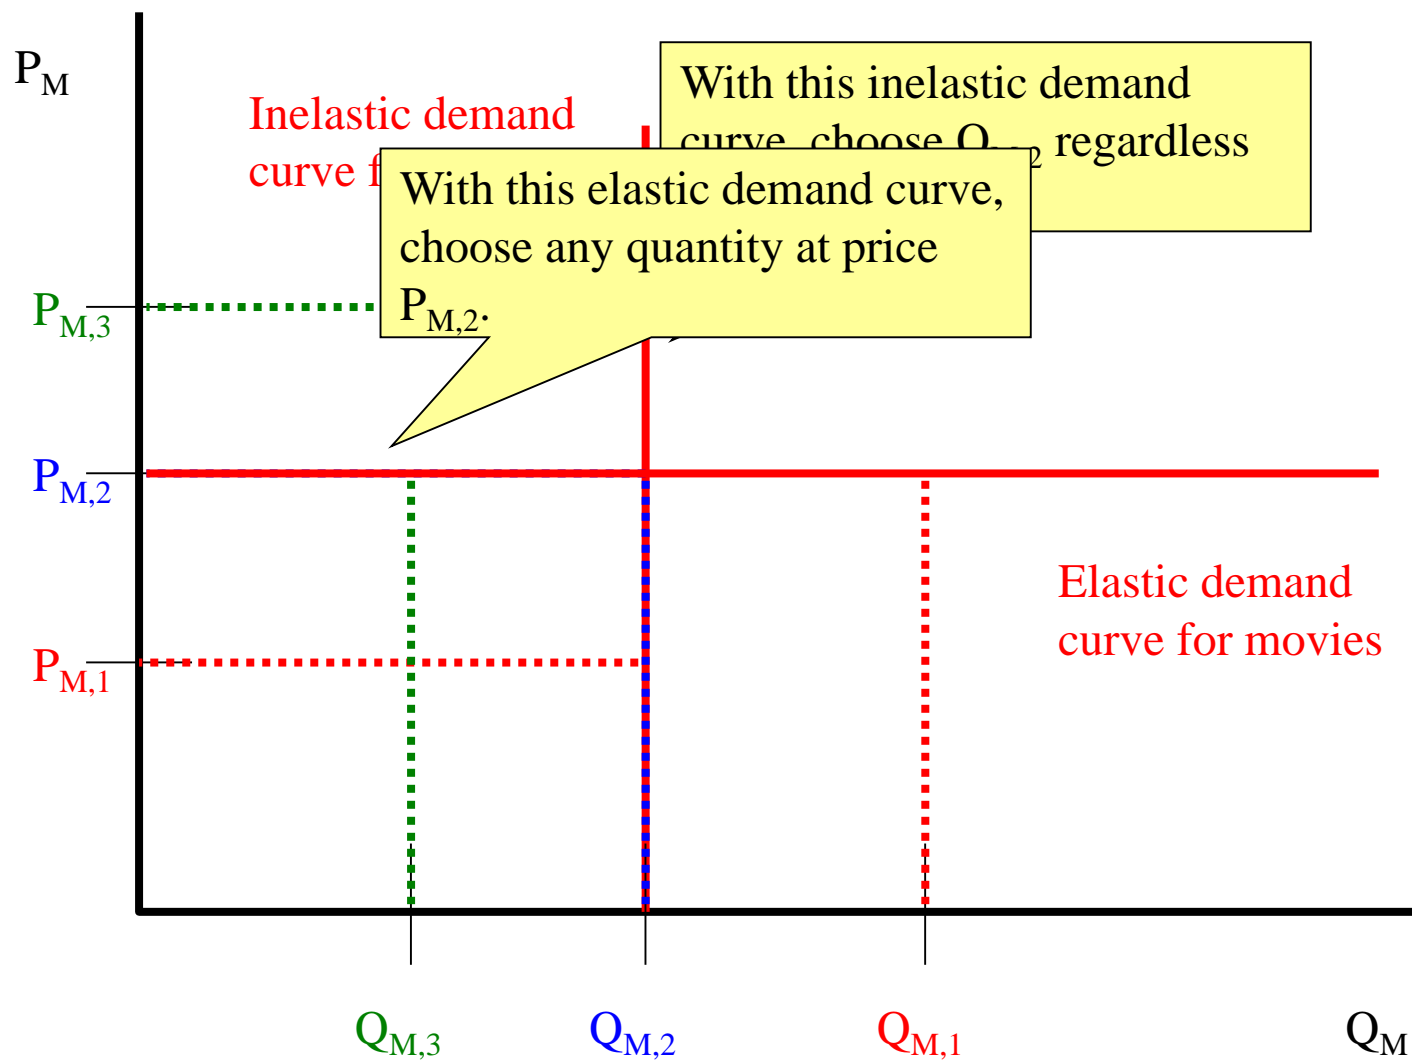 P_M
Inelastic demand
curve
With this inelastic demand
curve, choose Q regardless
With this elastic demand curve,
choose any quantity at price
P_M,2.
P_M,3
P_M,2
P_M,1
Elastic demand
curve for movies
Q_M,3
Q_M,2
Q_M,1
Q_M